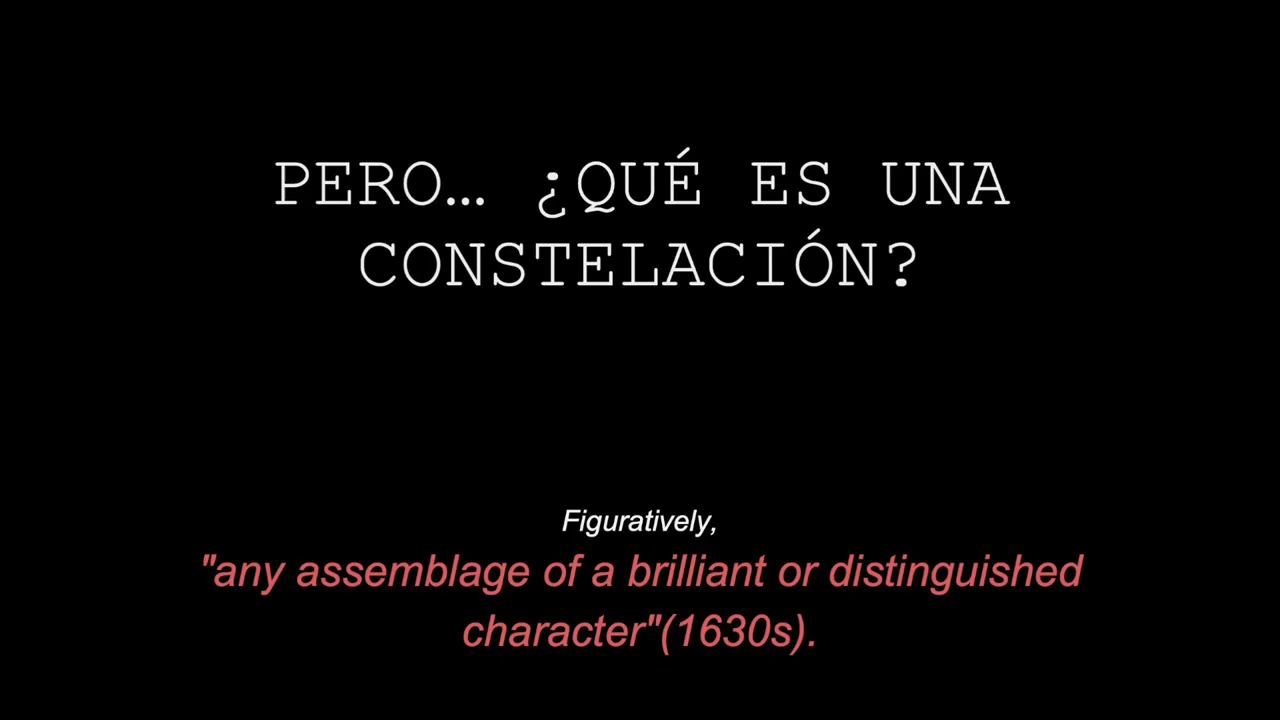 PERO… ¿QUÉ ES UNA
CONSTELACIÓN?
Figuratively,
"any assemblage of a brilliant or distinguished
character"(1630s).